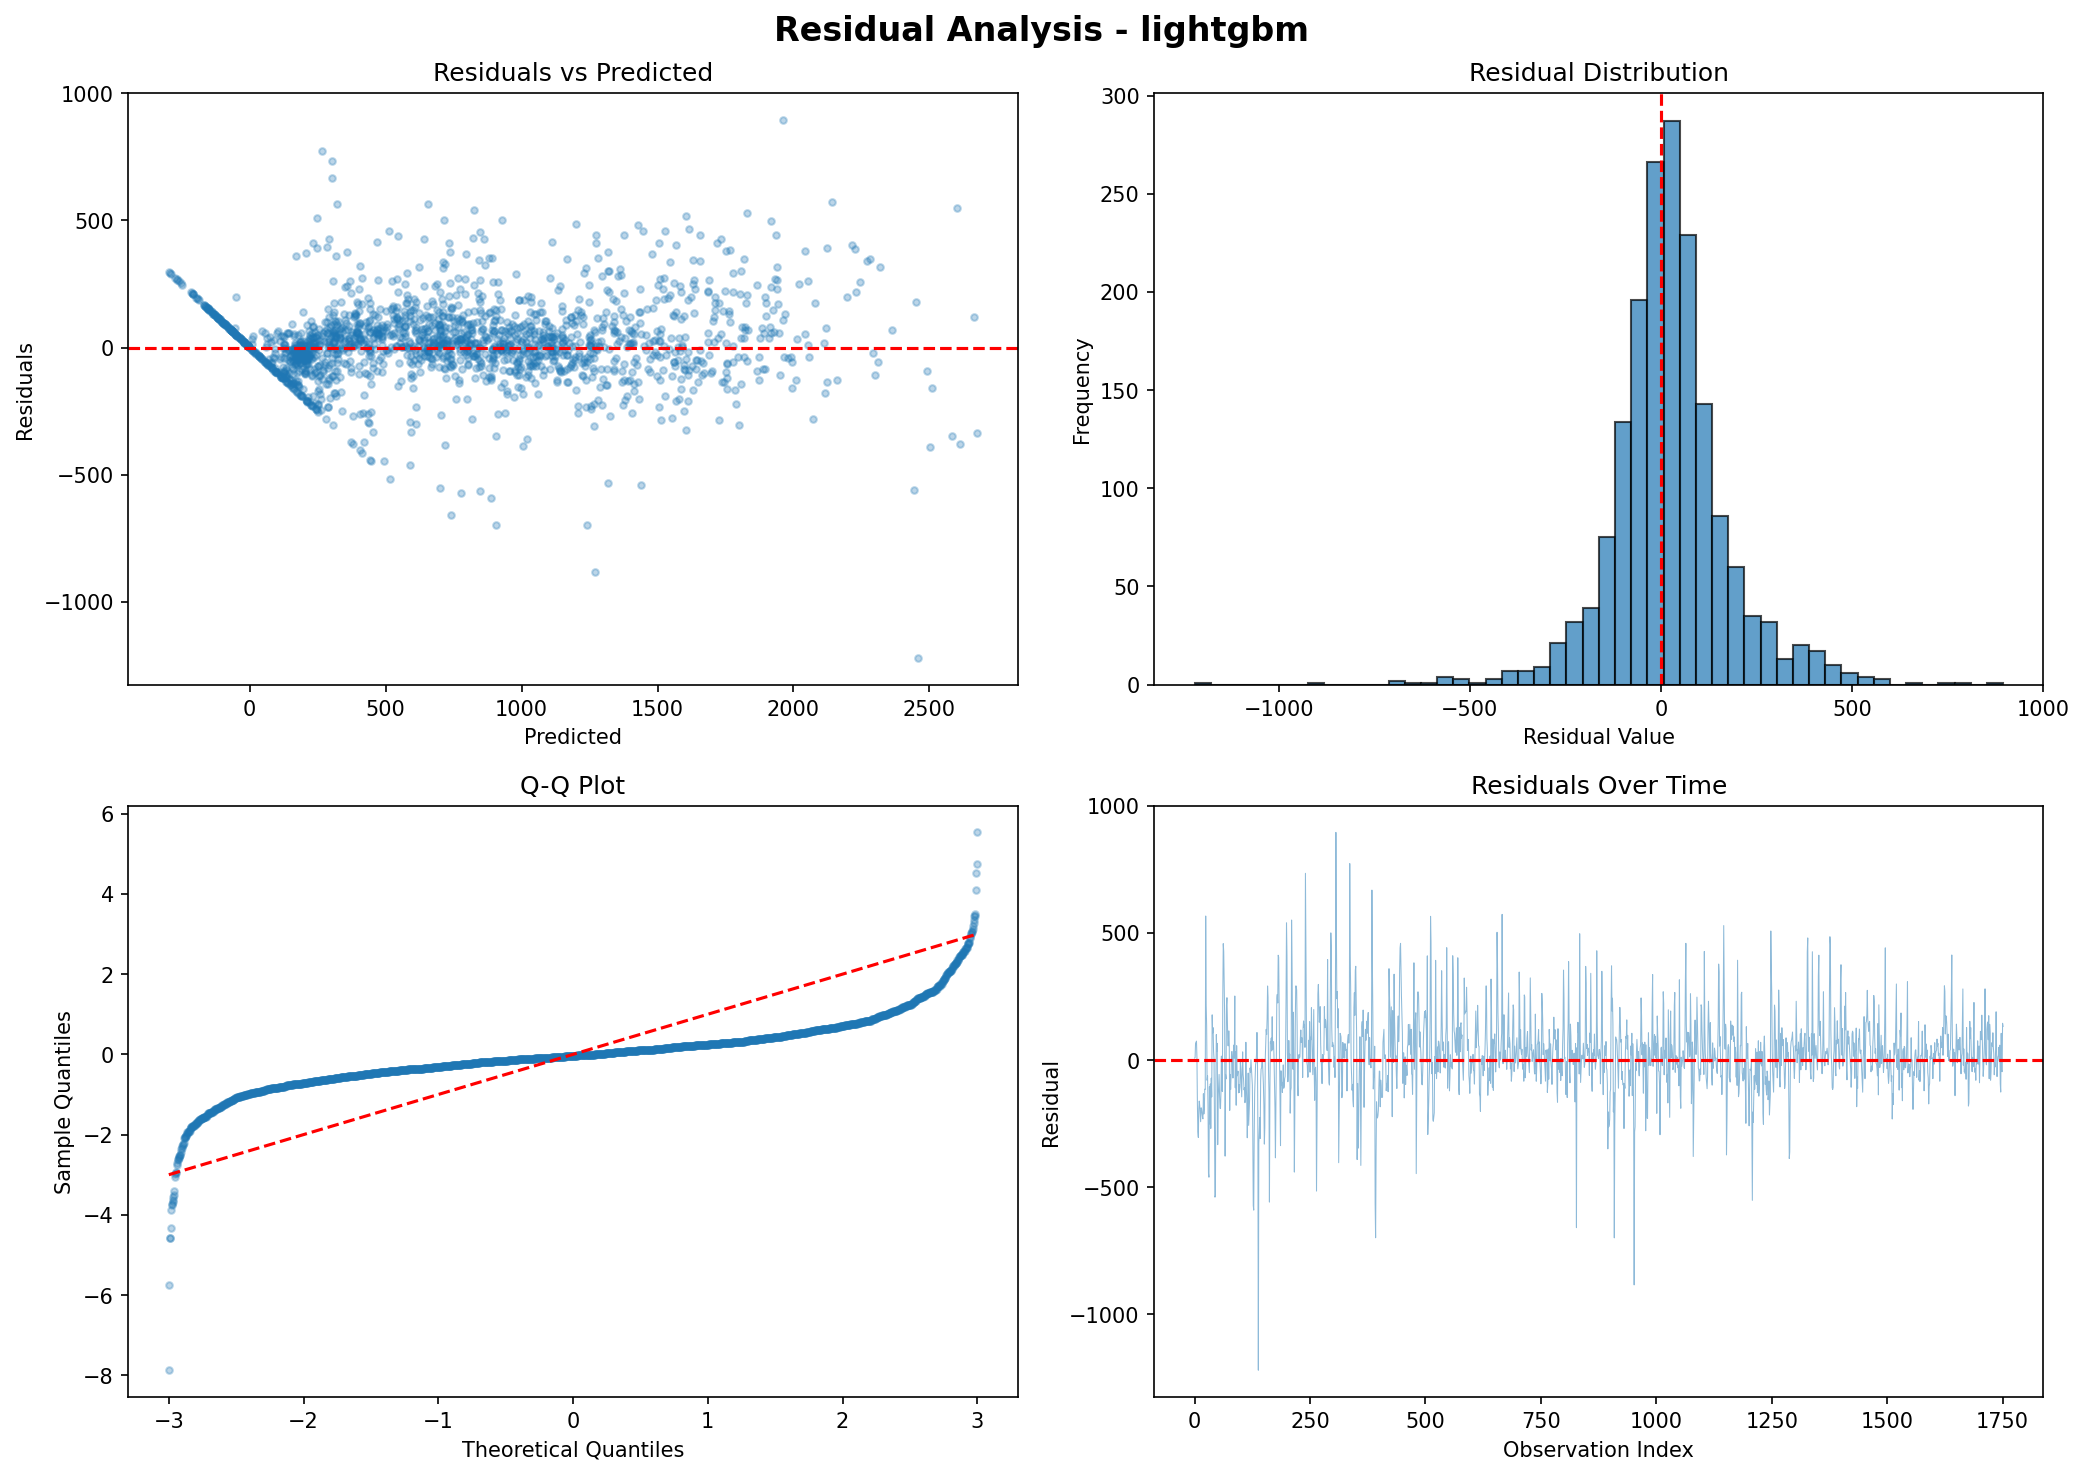 Residual Analysis - lightgbm
Residuals vs Predicted
1000
500
0
−500
−1000
Residuals
0 500 1000 1500 2000 2500
Predicted
Residual Distribution
300
250
200
150
100
50
0
Frequency
−1000 −500 0 500 1000
Residual Value
Q-Q Plot
6
4
2
0
−2
−4
−6
−8
Sample Quantiles
−3 −2 −1 0 1 2 3
Theoretical Quantiles
Residuals Over Time
1000
500
0
−500
−1000
Residual
0 250 500 750 1000 1250 1500 1750
Observation Index